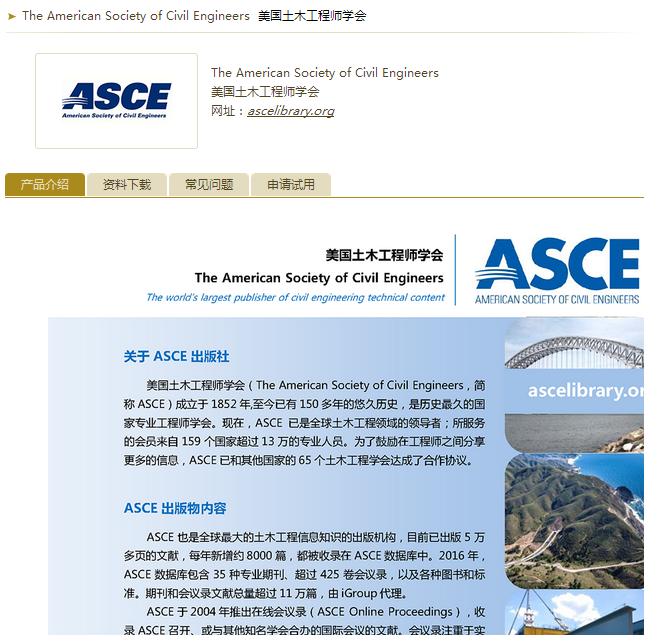 The American Society of Civil Engineers 美国土木工程师学会
ASCE
American Society of Civil Engineers
The American Society of Civil Engineers
美国土木工程师学会
网址：ascelibrary.org
产品介绍 资料下载 常见问题 申请试用
美国土木工程师学会
The American Society of Civil Engineers
The world's largest publisher of civil engineering technical content
ASCE
AMERICAN SOCIETY OF CIVIL ENGINEERS
关于 ASCE 出版社
美国土木工程师学会（The American Society of Civil Engineers，简
称 ASCE）成立于 1852 年,至今已有 150 多年的悠久历史，是历史最久的国
家专业工程师学会。现在，ASCE 已是全球土木工程领域的领导者；所服务
的会员来自 159 个国家超过 13 万的专业人员。为了鼓励在工程师之间分享
更多的信息，ASCE 已和其他国家的 65 个土木工程学会达成了合作协议。
ascelibrary.or
ASCE 出版物内容
ASCE 也是全球最大的土木工程信息知识的出版机构，目前已出版 5 万
多页的文献，每年新增约 8000 篇，都被收录在 ASCE 数据库中。2016 年，
ASCE 数据库包含 35 种专业期刊、超过 425 卷会议录，以及各种图书和标
准。期刊和会议文献总量超过 11 万篇，由 iGroup 代理。
ASCE 于 2004 年推出在线会议录（ASCE Online Proceedings），收
录 ASCE 召开、或与其他知名学会合办的国际会议的文献。会议录注重于实